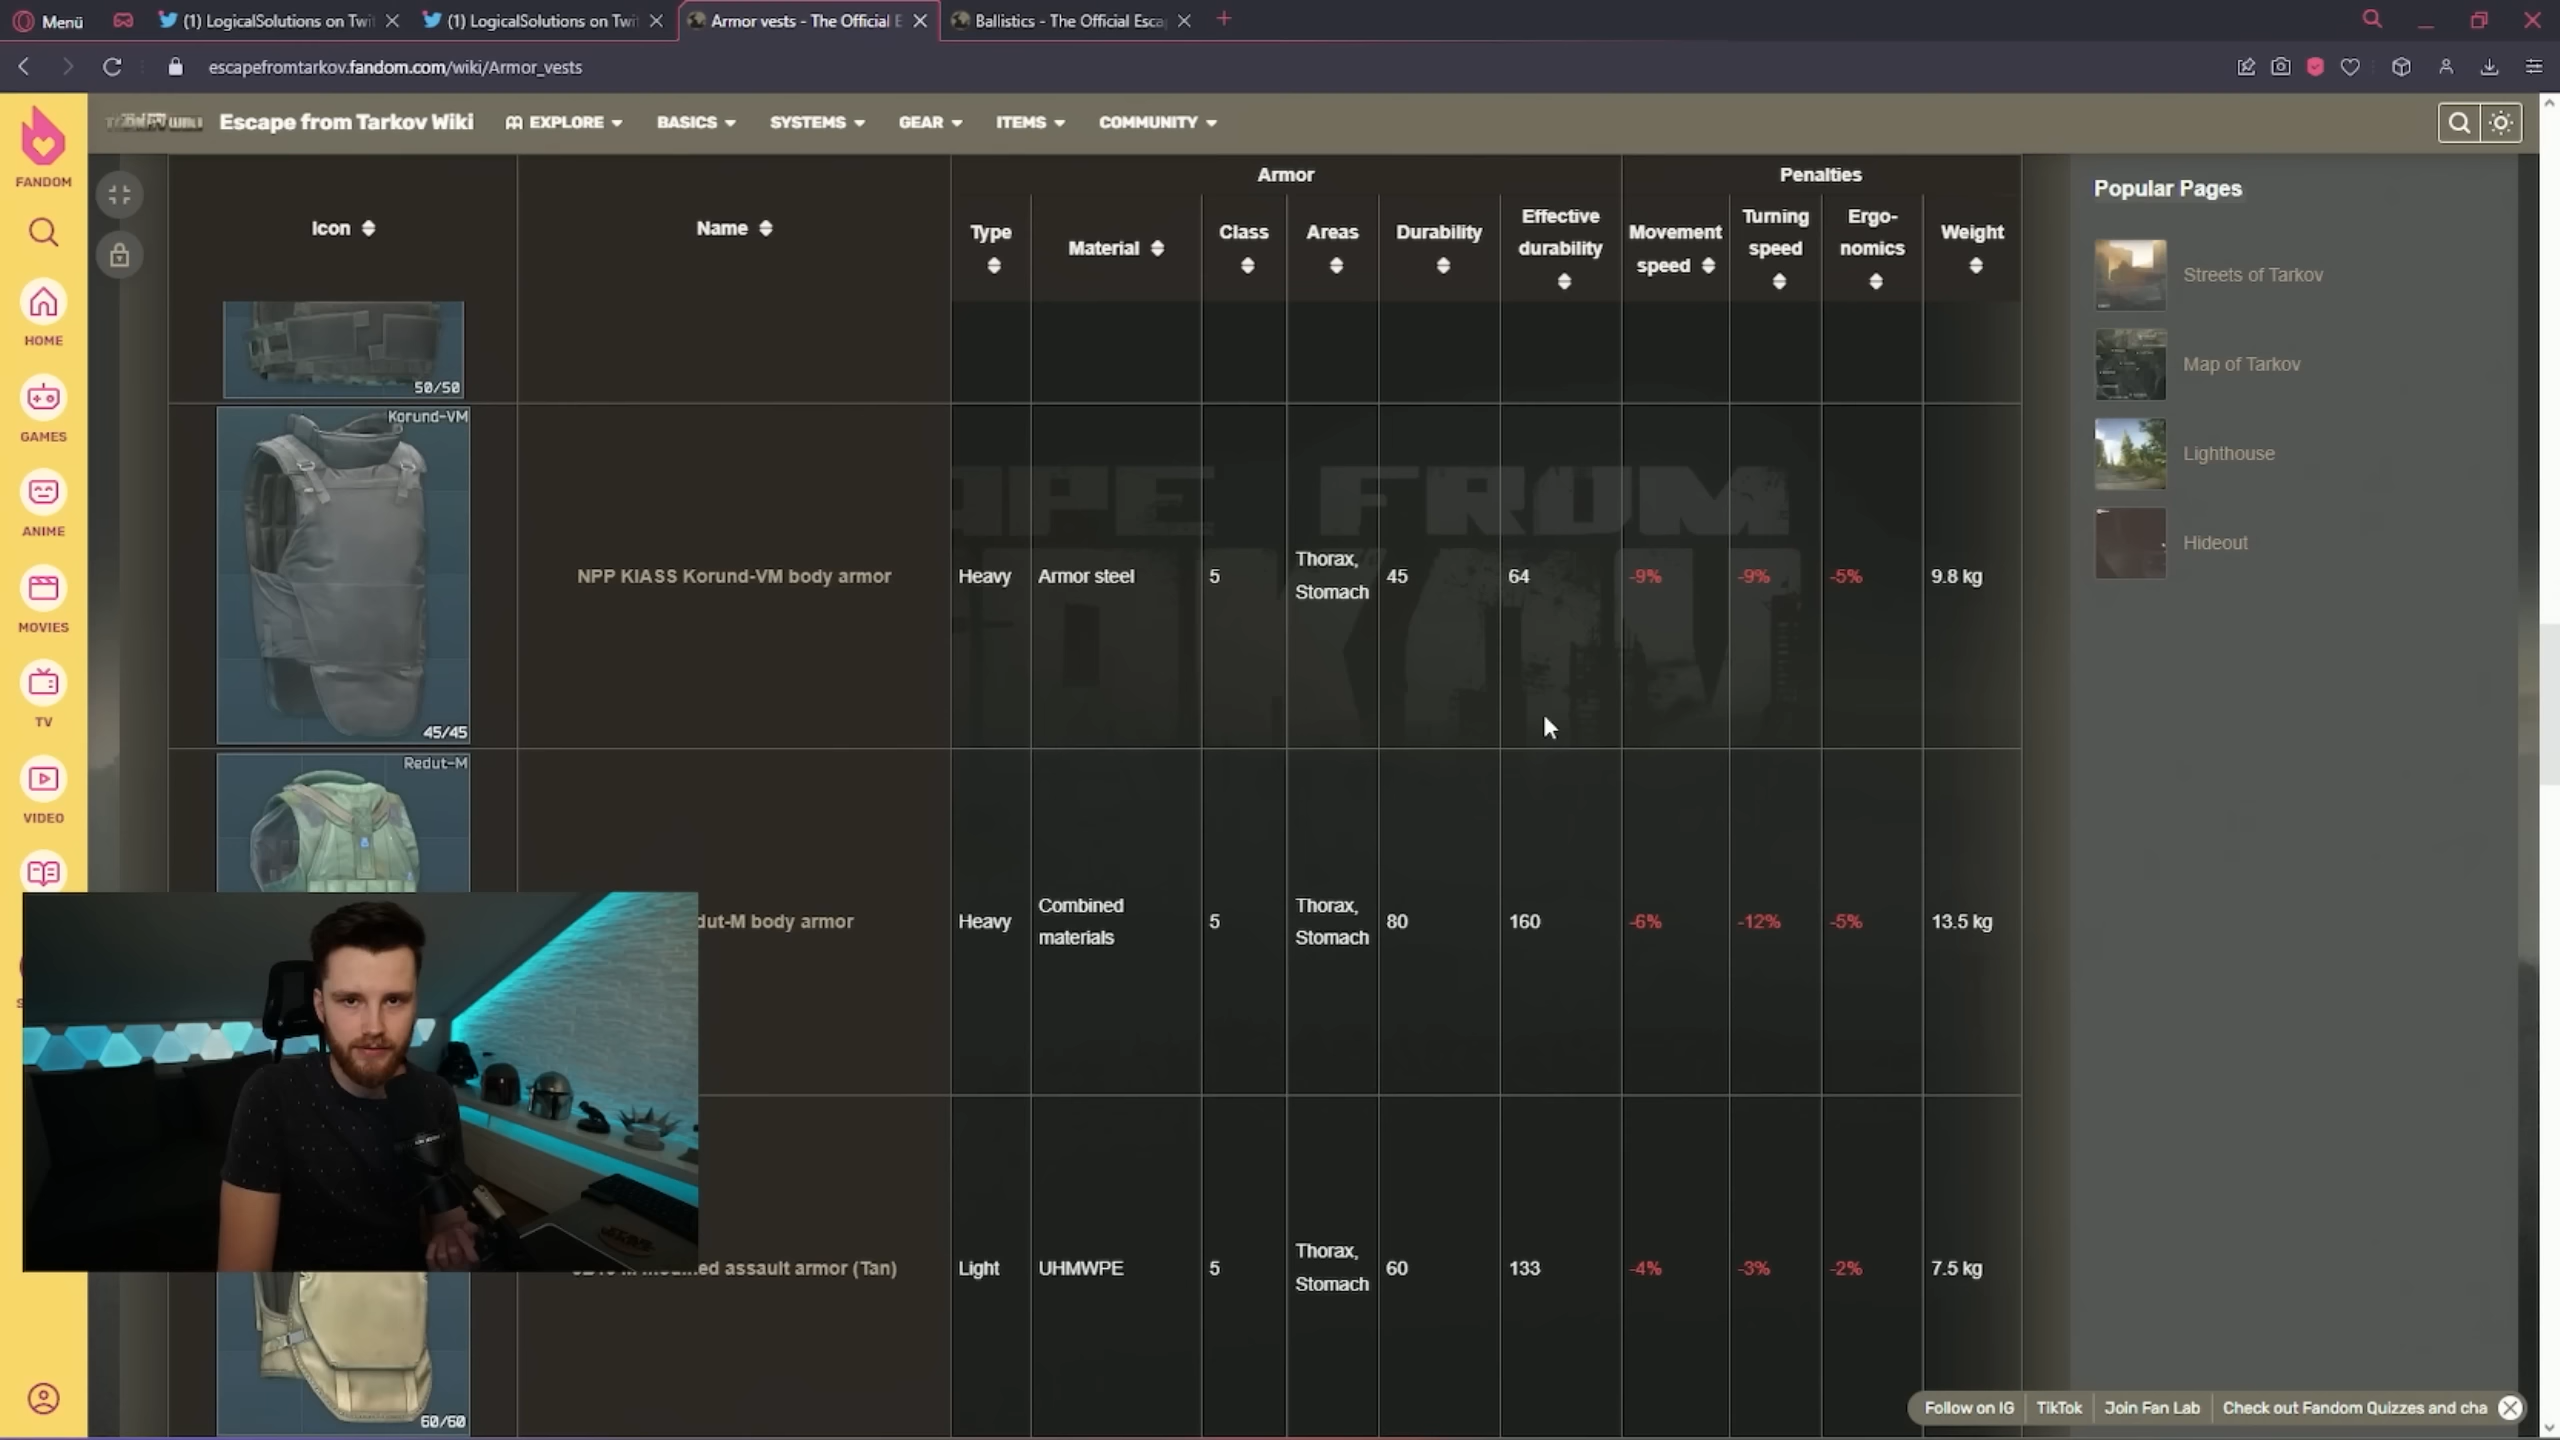 Menü
(1) LogicalSolutions on Twi
(1) LogicalSolutions on Twi
Armor vests - The Official E
Ballistics - The Official Esca
escapefromtarkov.fandom.com/wiki/Armor_vests
FANDOM
HOME
GAMES
ANIME
MOVIES
TV
VIDEO
Escape from Tarkov Wiki
EXPLORE
BASICS
SYSTEMS
GEAR
ITEMS
COMMUNITY
Armor
Penalties
Icon
Name
Type
Material
Class
Areas
Durability
Effective
durability
Movement
speed
Turning
speed
Ergo-
nomics
Weight
50/50
Korund-VM
45/45
NPP KlASS Korund-VM body armor
Heavy
Armor steel
5
Thorax,
Stomach
45
64
-9%
-9%
-5%
9.8 kg
Redut-M
dut-M body armor
Heavy
Combined
materials
5
Thorax,
Stomach
80
160
-6%
-12%
-5%
13.5 kg
60/60
ed assault armor (Tan)
Light
UHMWPE
5
Thorax,
Stomach
60
133
-4%
-3%
-2%
7.5 kg
Popular Pages
Streets of Tarkov
Map of Tarkov
Lighthouse
Hideout
Follow on IG
TikTok
Join Fan Lab
Check out Fandom Quizzes and cha